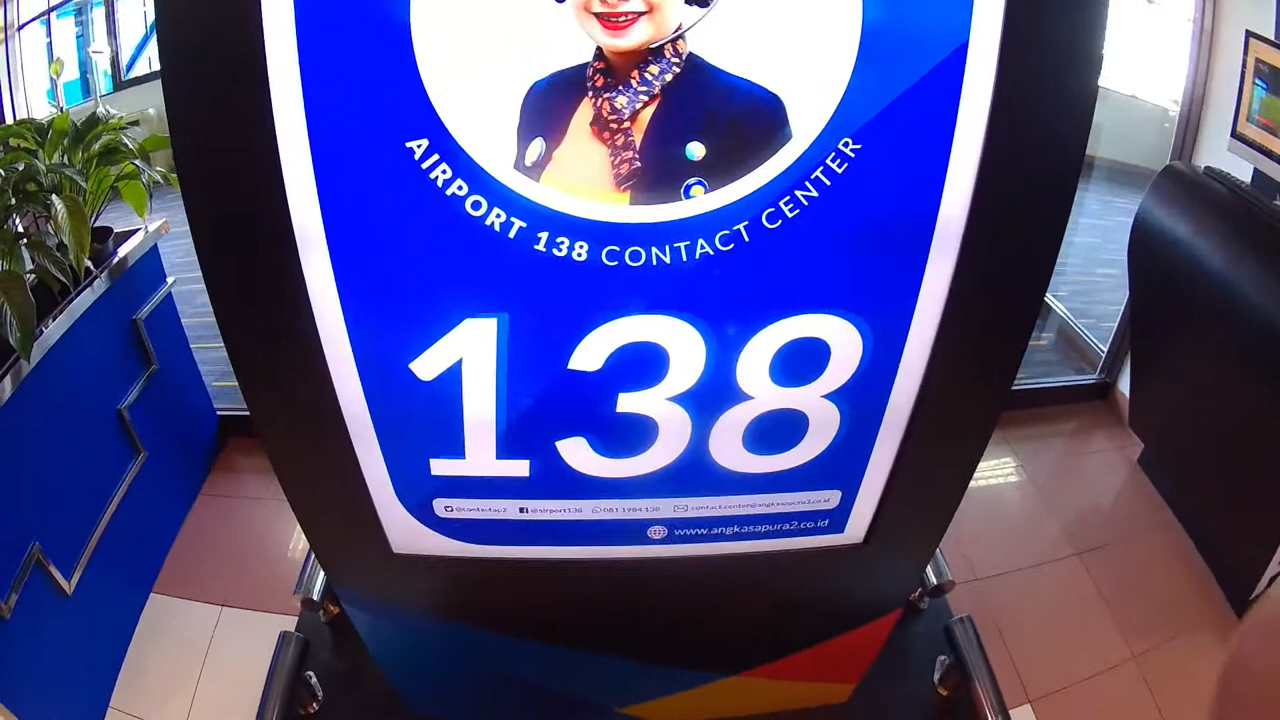 AIRPORT 138 CONTACT CENTER
138
@contactap2 @airport138 081 1984 138 contact.center@angkasapura2.co.id
www.angkasapura2.co.id